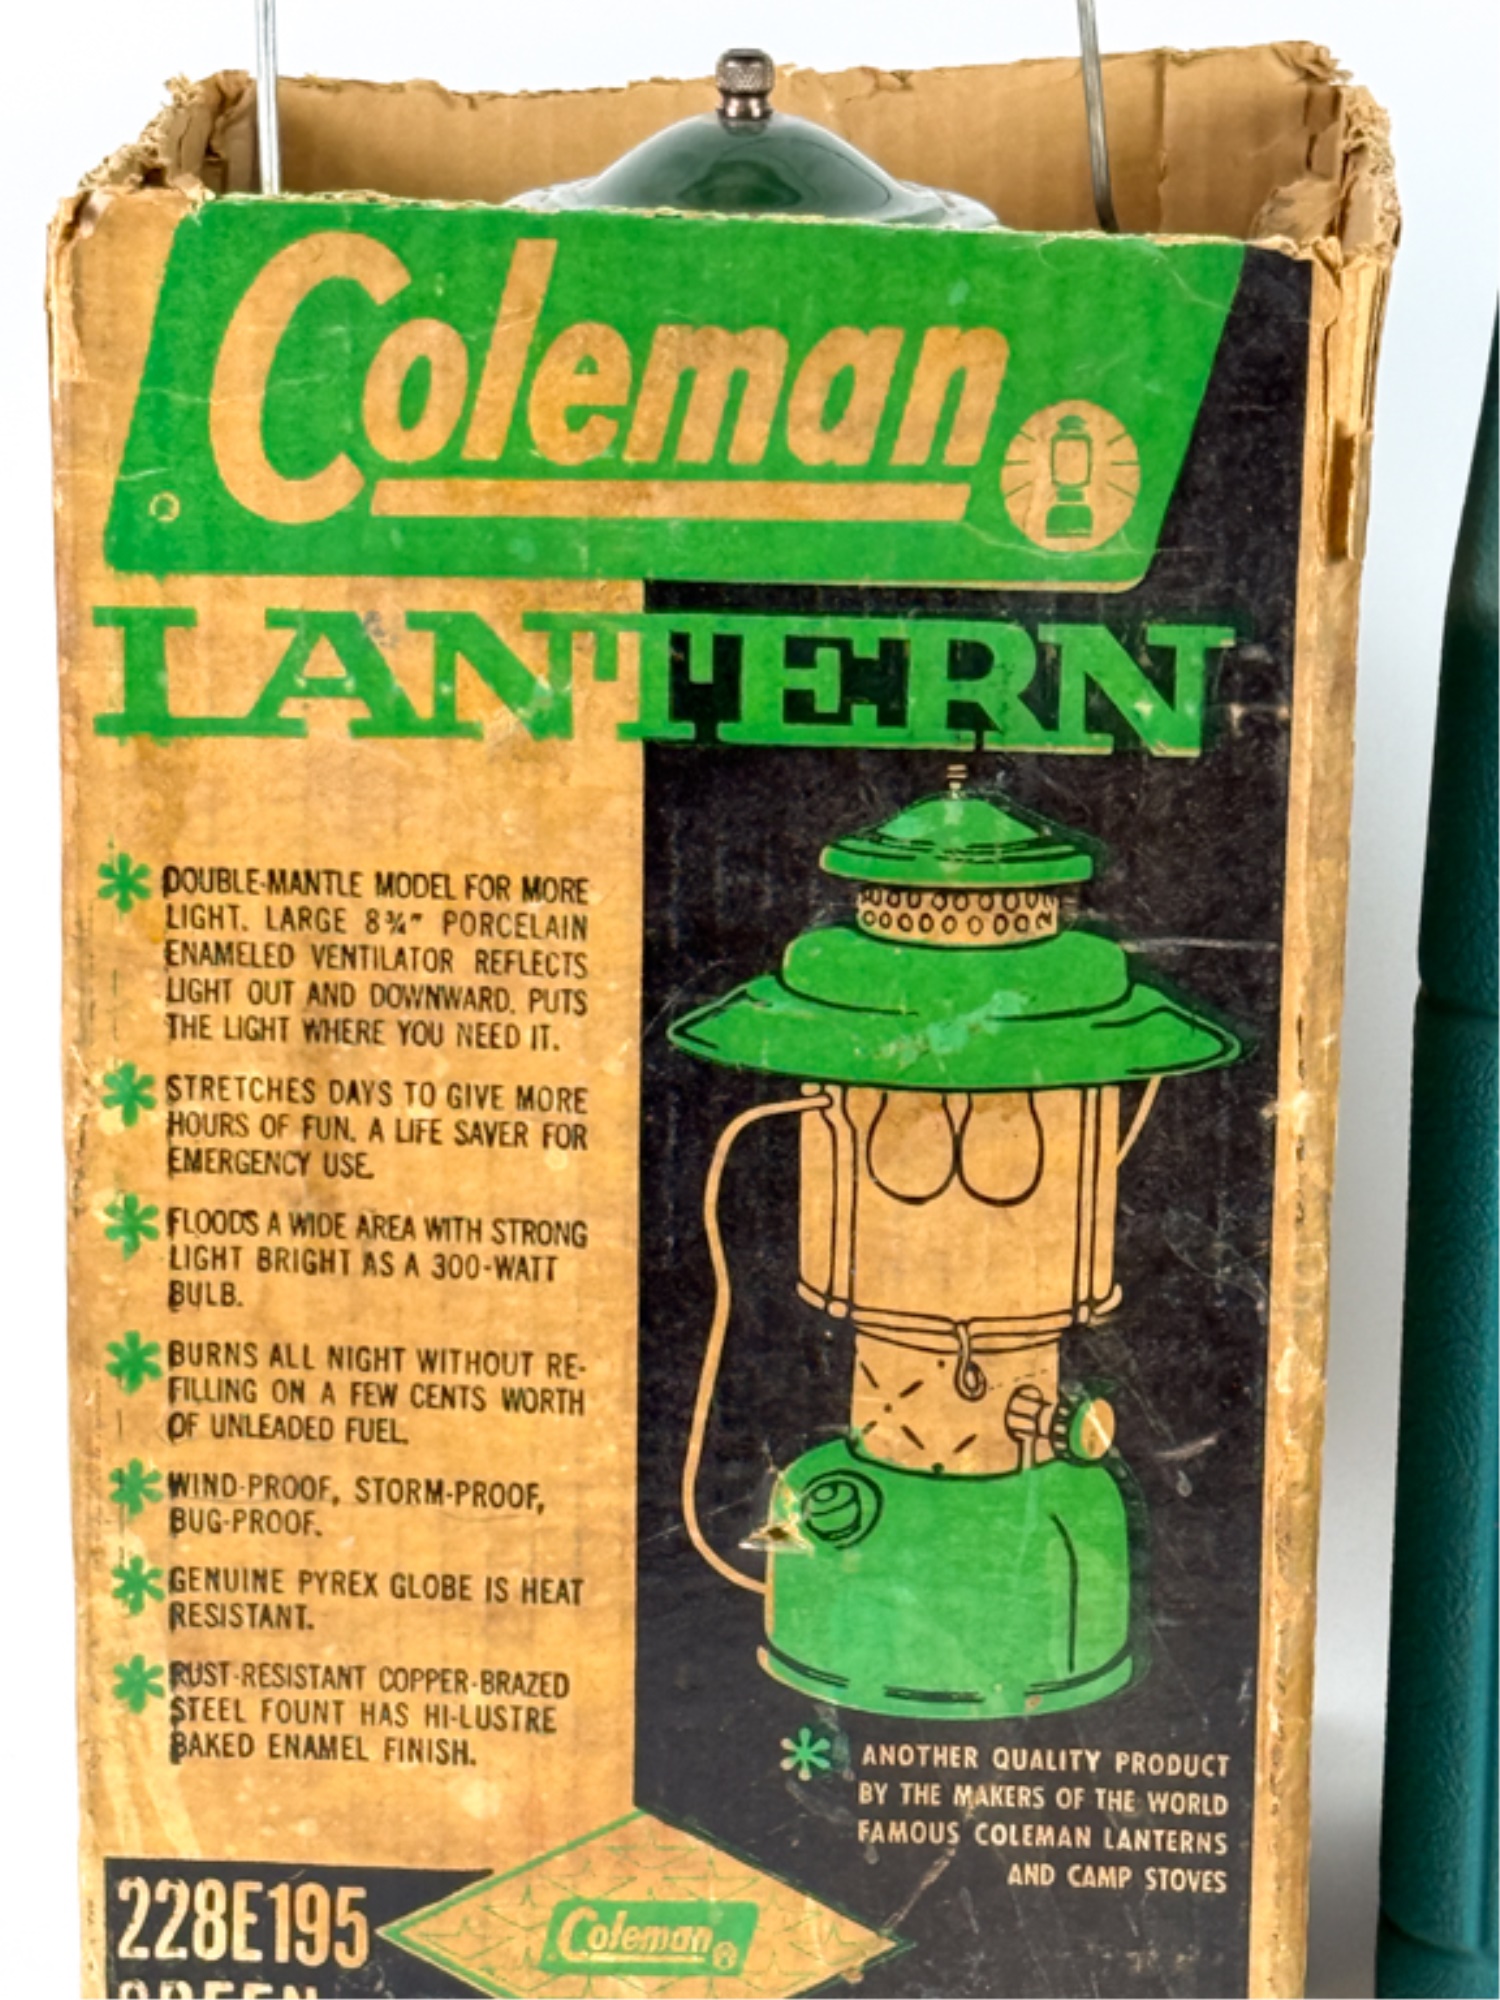 Coleman
LANTERN
DOUBLE-MANTLE MODEL FOR MORE
LIGHT. LARGE 8¾" PORCELAIN
ENAMELED VENTILATOR REFLECTS
LIGHT OUT AND DOWNWARD. PUTS
THE LIGHT WHERE YOU NEED IT.
STRETCHES DAYS TO GIVE MORE
HOURS OF FUN. A LIFE SAVER FOR
EMERGENCY USE.
FLOODS A WIDE AREA WITH STRONG
LIGHT BRIGHT AS A 300-WATT
BULB.
BURNS ALL NIGHT WITHOUT RE-
FILLING ON A FEW CENTS WORTH
OF UNLEADED FUEL.
WIND-PROOF, STORM-PROOF,
BUG-PROOF.
GENUINE PYREX GLOBE IS HEAT
RESISTANT.
RUST-RESISTANT COPPER-BRAZED
STEEL FOUNT HAS HI-LUSTRE
BAKED ENAMEL FINISH.
ANOTHER QUALITY PRODUCT
BY THE MAKERS OF THE WORLD
FAMOUS COLEMAN LANTERNS
AND CAMP STOVES
228E195
GREEN
Coleman